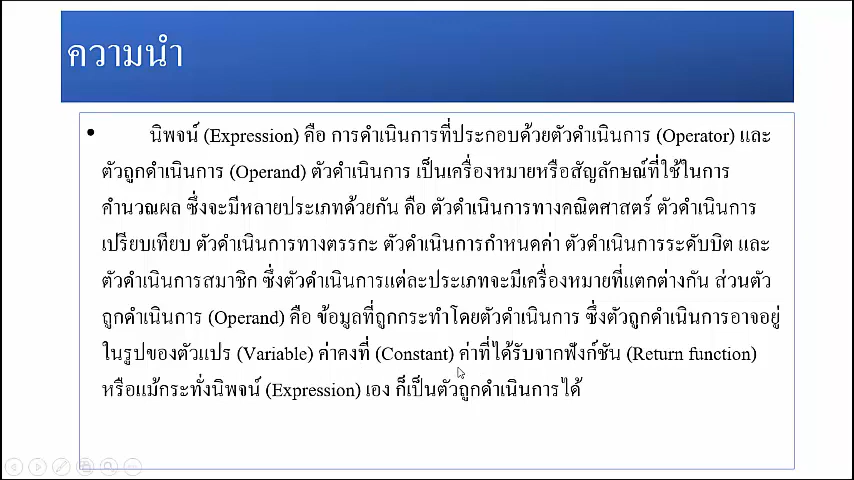 ความนำ
• นิพจน์ (Expression) คือ การดำเนินการที่ประกอบด้วยตัวดำเนินการ (Operator) และ
ตัวถูกดำเนินการ (Operand) ตัวดำเนินการ เป็นเครื่องหมายหรือสัญลักษณ์ที่ใช้ในการ
คำนวณผล ซึ่งจะมีหลายประเภทด้วยกัน คือ ตัวดำเนินการทางคณิตศาสตร์ ตัวดำเนินการ
เปรียบเทียบ ตัวดำเนินการทางตรรกะ ตัวดำเนินการกำหนดค่า ตัวดำเนินการระดับบิต และ
ตัวดำเนินการสมาชิก ซึ่งตัวดำเนินการแต่ละประเภทจะมีเครื่องหมายที่แตกต่างกัน ส่วนตัว
ถูกดำเนินการ (Operand) คือ ข้อมูลที่ถูกกระทำโดยตัวดำเนินการ ซึ่งตัวถูกดำเนินการอาจอยู่
ในรูปของตัวแปร (Variable) ค่าคงที่ (Constant) ค่าที่ได้รับจากฟังก์ชัน (Return function)
หรือแม้กระทั่งนิพจน์ (Expression) เอง ก็เป็นตัวถูกดำเนินการได้